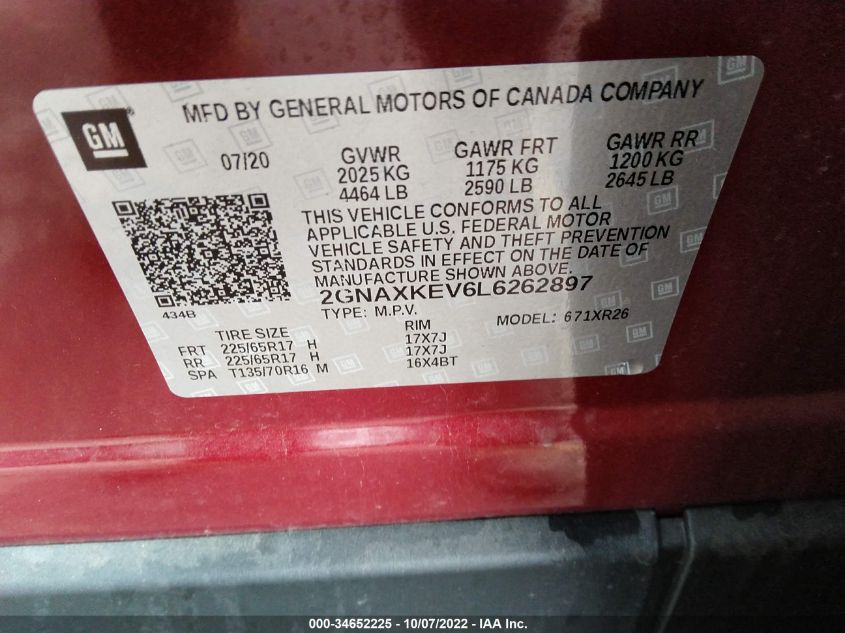 GM
MFD BY GENERAL MOTORS OF CANADA COMPANY
07/20
GVWR
2025 KG
4464 LB
GAWR FRT
1175 KG
2590 LB
GAWR RR
1200 KG
2645 LB
THIS VEHICLE CONFORMS TO ALL
APPLICABLE U.S. FEDERAL MOTOR
VEHICLE SAFETY AND THEFT PREVENTION
STANDARDS IN EFFECT ON THE DATE OF
MANUFACTURE SHOWN ABOVE.
2GNAXKEV6L6262897
434B
TYPE: M.P.V.
MODEL: 671XR26
TIRE SIZE
RIM
FRT 225/65R17 H 17X7J
RR 225/65R17 H 17X7J
SPA T135/70R16 M 16X4BT
000-34652225 - 10/07/2022 - IAA Inc.